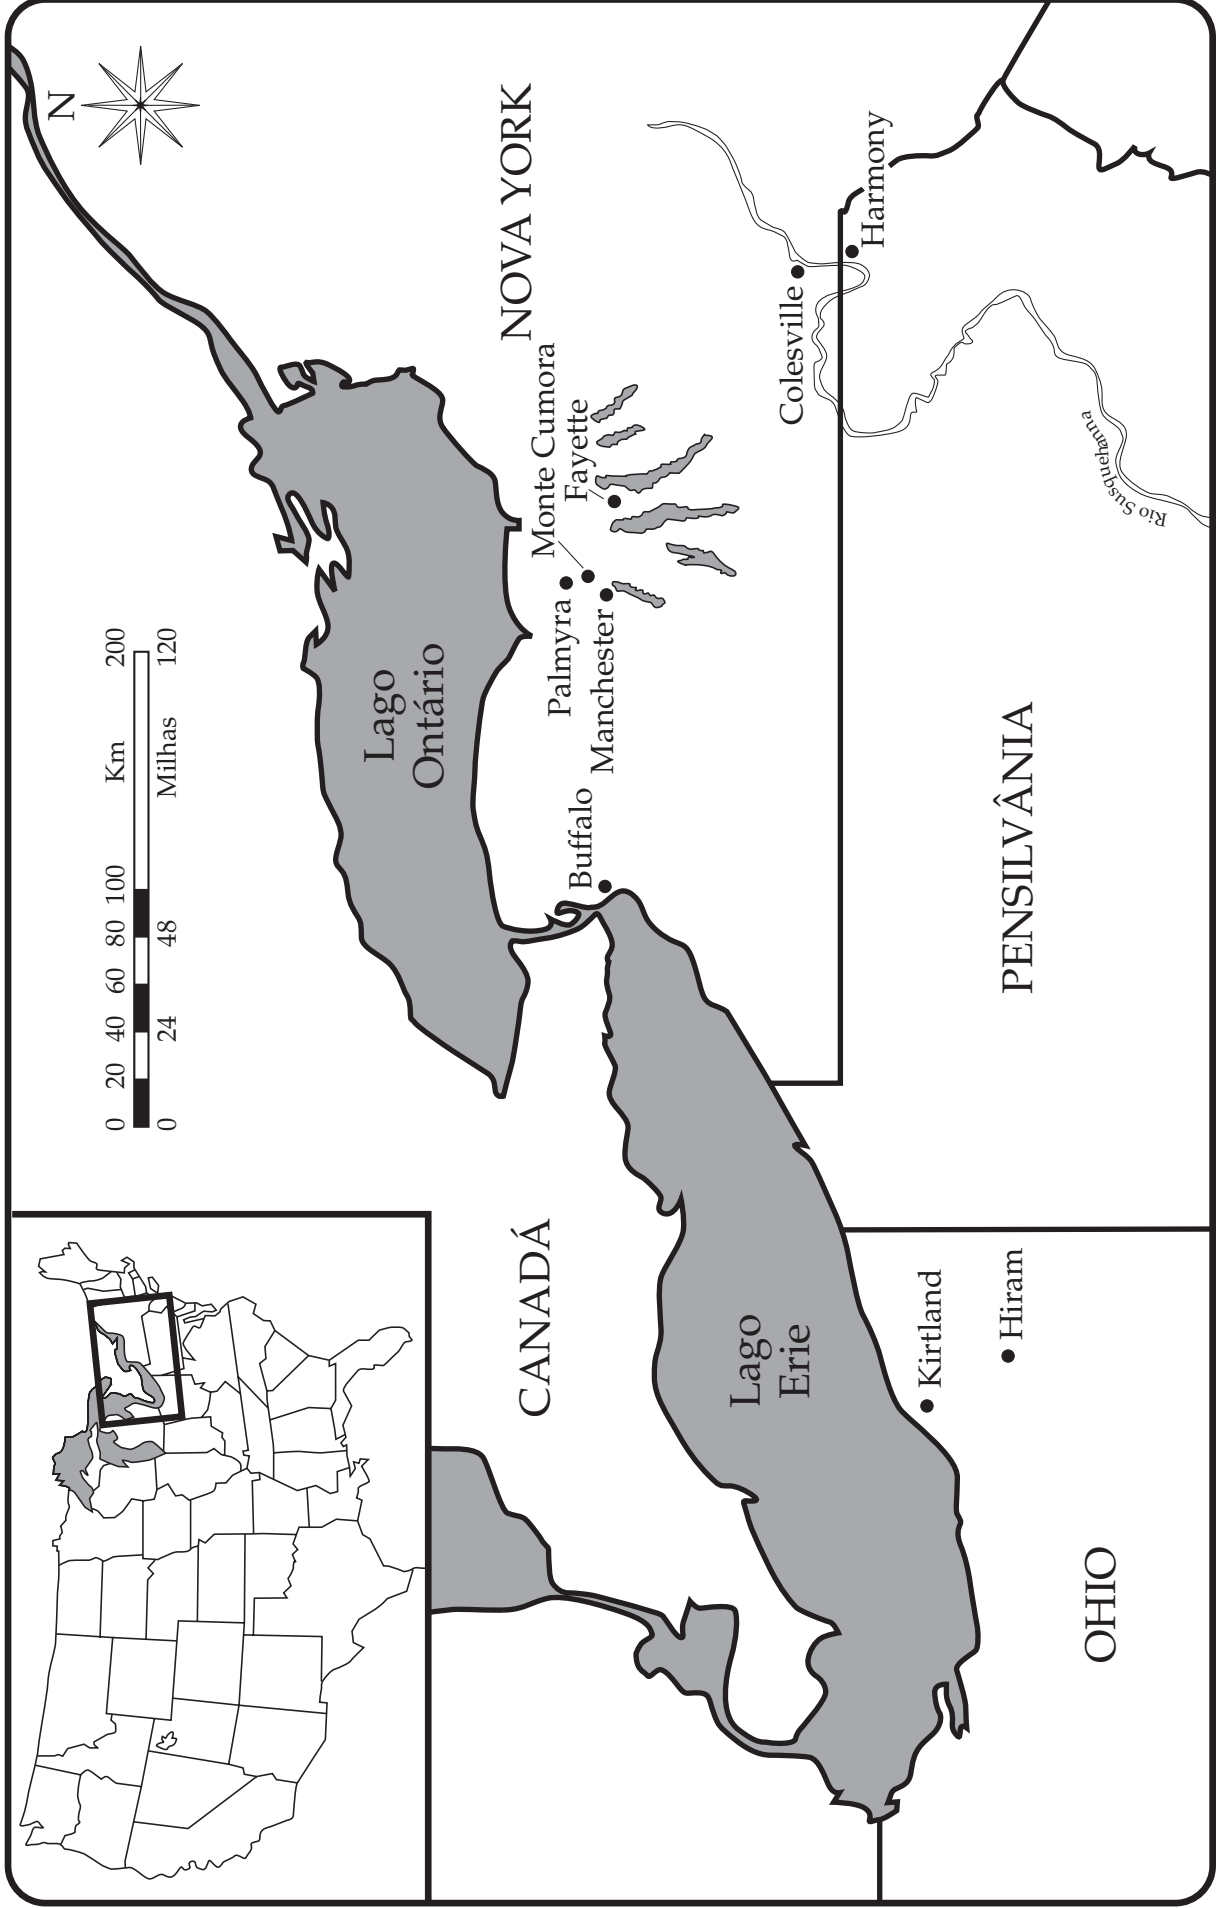 N
0 20 40 60 80 100 200
Km
0 24 48 120
Milhas
CANADÁ
Lago
Ontário
NOVA YORK
Monte Cumora
Fayette
Palmyra
Manchester
Buffalo
Colesville
Harmony
Lago
Erie
Kirtland
Hiram
PENSILVÂNIA
Rio Susquehanna
OHIO